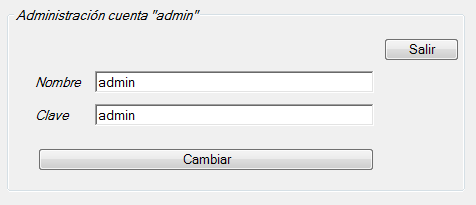 Administración cuenta "admin"
Salir
Nombre admin
Clave admin
Cambiar